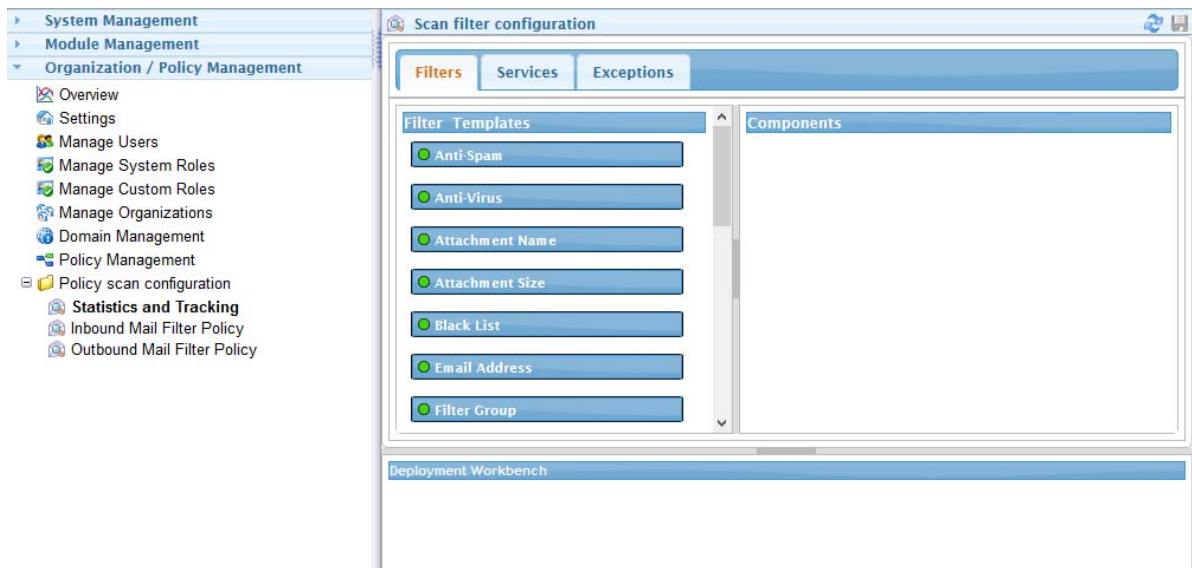 System Management
Module Management
Organization / Policy Management
Overview
Settings
Manage Users
Manage System Roles
Manage Custom Roles
Manage Organizations
Domain Management
Policy Management
Policy scan configuration
Statistics and Tracking
Inbound Mail Filter Policy
Outbound Mail Filter Policy
Scan filter configuration
Filters Services Exceptions
Filter Templates
Anti-Spam
Anti-Virus
Attachment Name
Attachment Size
Black List
Email Address
Filter Group
Components
Deployment Workbench